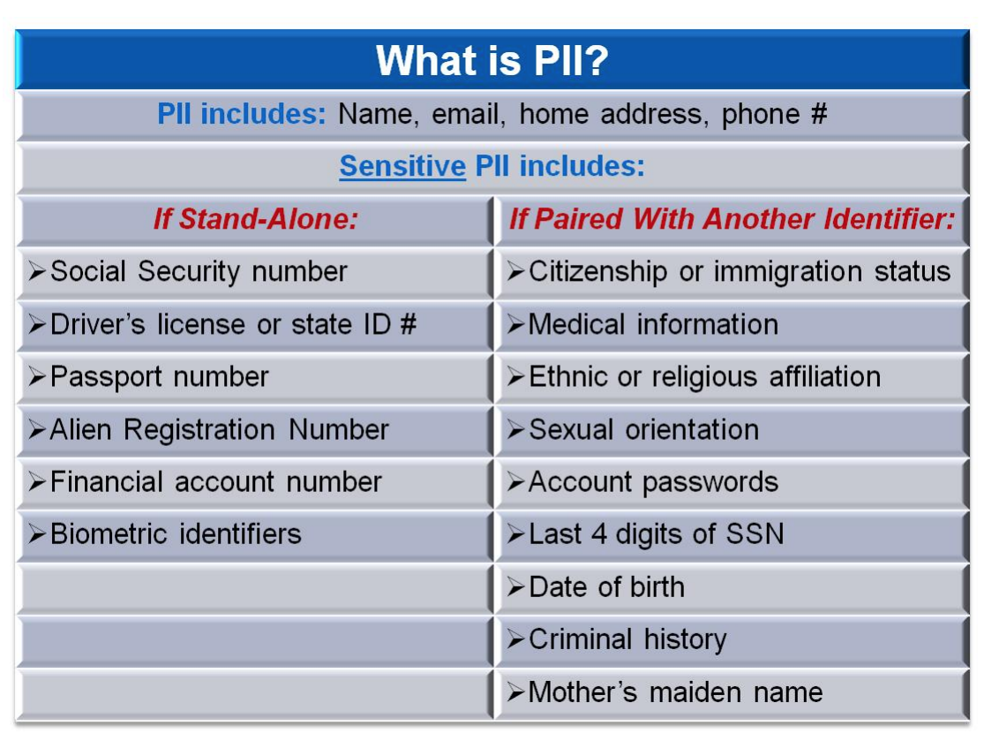 What is PII?
PII includes: Name, email, home address, phone #
Sensitive PII includes:
If Stand-Alone:
If Paired With Another Identifier:
➢Social Security number
➢Citizenship or immigration status
➢Driver’s license or state ID #
➢Medical information
➢Passport number
➢Ethnic or religious affiliation
➢Alien Registration Number
➢Sexual orientation
➢Financial account number
➢Account passwords
➢Biometric identifiers
➢Last 4 digits of SSN
➢Date of birth
➢Criminal history
➢Mother’s maiden name